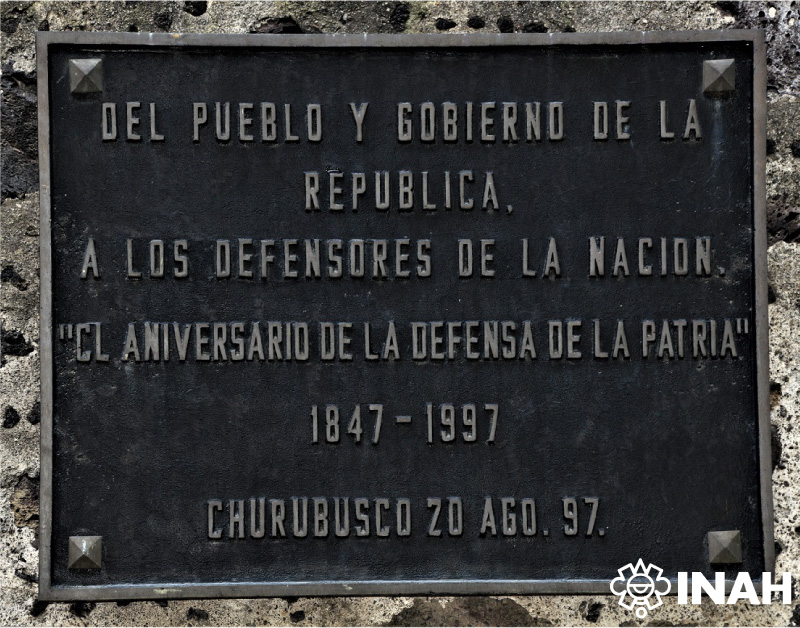 DEL PUEBLO Y GOBIERNO DE LA
REPUBLICA,
A LOS DEFENSORES DE LA NACION.
"CL ANIVERSARIO DE LA DEFENSA DE LA PATRIA"
1847 - 1997
CHURUBUSCO 20 AGO. 97.
INAH